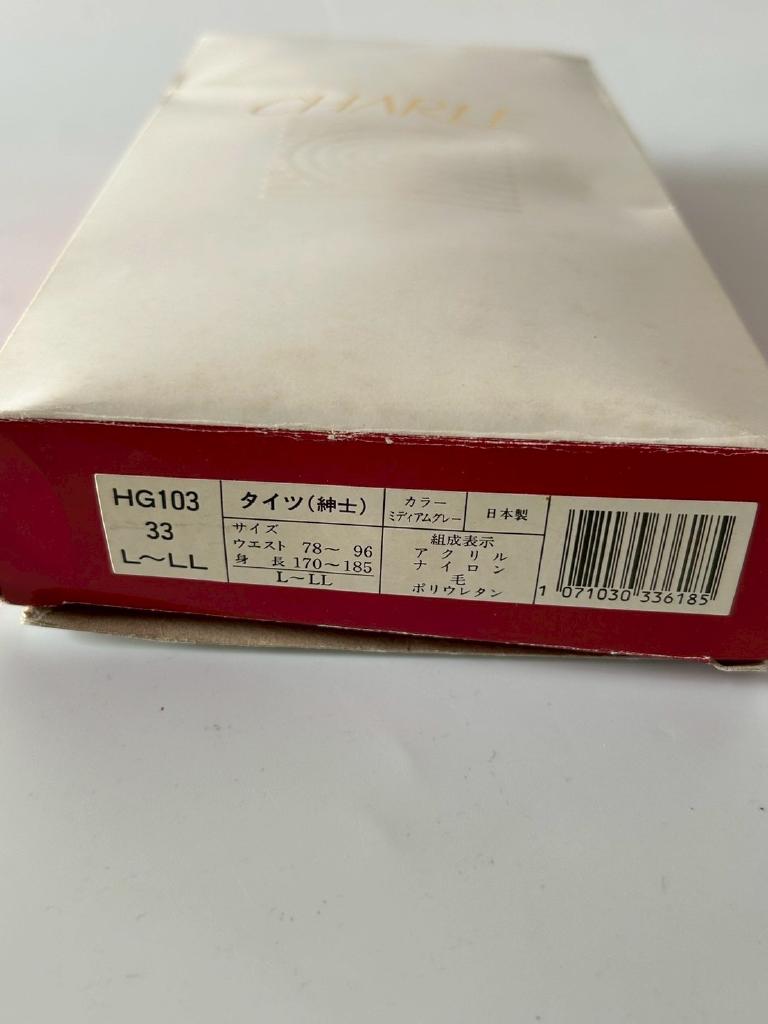 CHARLE
HG103
33
L～LL
タイツ(紳士)
サイズ
ウエスト 78～ 96
身 長 170～185
L～LL
カラー
ミディアムグレー
日本製
組成表示
アクリル
ナイロン
毛
ポリウレタン
1 071030 336185